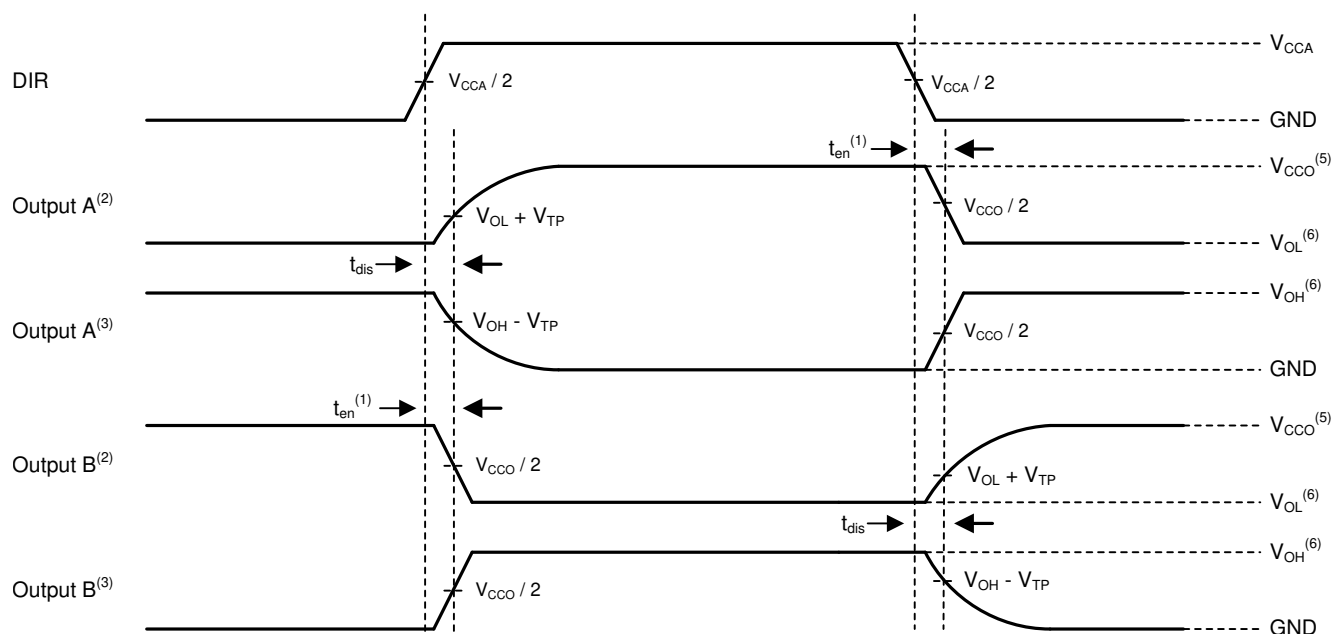 V_CCA
DIR
V_CCA / 2
V_CCA / 2
GND
t_en^(1)
V_CCO^(5)
Output A^(2)
V_OL + V_TP
V_CCO / 2
V_OL^(6)
t_dis
V_OH^(6)
Output A^(3)
V_OH - V_TP
V_CCO / 2
GND
t_en^(1)
V_CCO^(5)
Output B^(2)
V_CCO / 2
V_OL + V_TP
V_OL^(6)
t_dis
V_OH^(6)
Output B^(3)
V_CCO / 2
V_OH - V_TP
GND